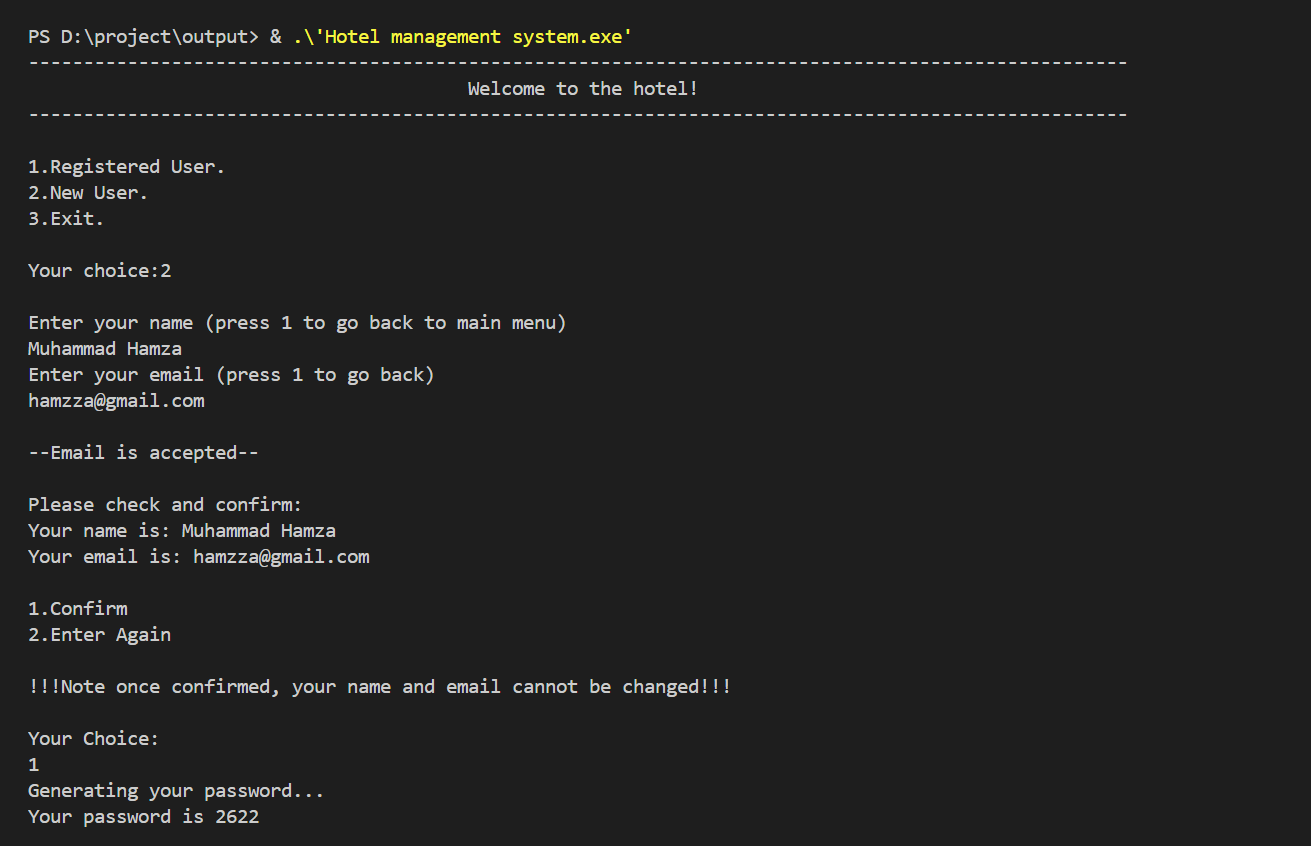 PS D:\project\output> & .\'Hotel management system.exe'
----------------------------------------------------------------------------------------------------
Welcome to the hotel!
----------------------------------------------------------------------------------------------------
1.Registered User.
2.New User.
3.Exit.
Your choice:2
Enter your name (press 1 to go back to main menu)
Muhammad Hamza
Enter your email (press 1 to go back)
hamzza@gmail.com
--Email is accepted--
Please check and confirm:
Your name is: Muhammad Hamza
Your email is: hamzza@gmail.com
1.Confirm
2.Enter Again
!!!Note once confirmed, your name and email cannot be changed!!!
Your Choice:
1
Generating your password...
Your password is 2622